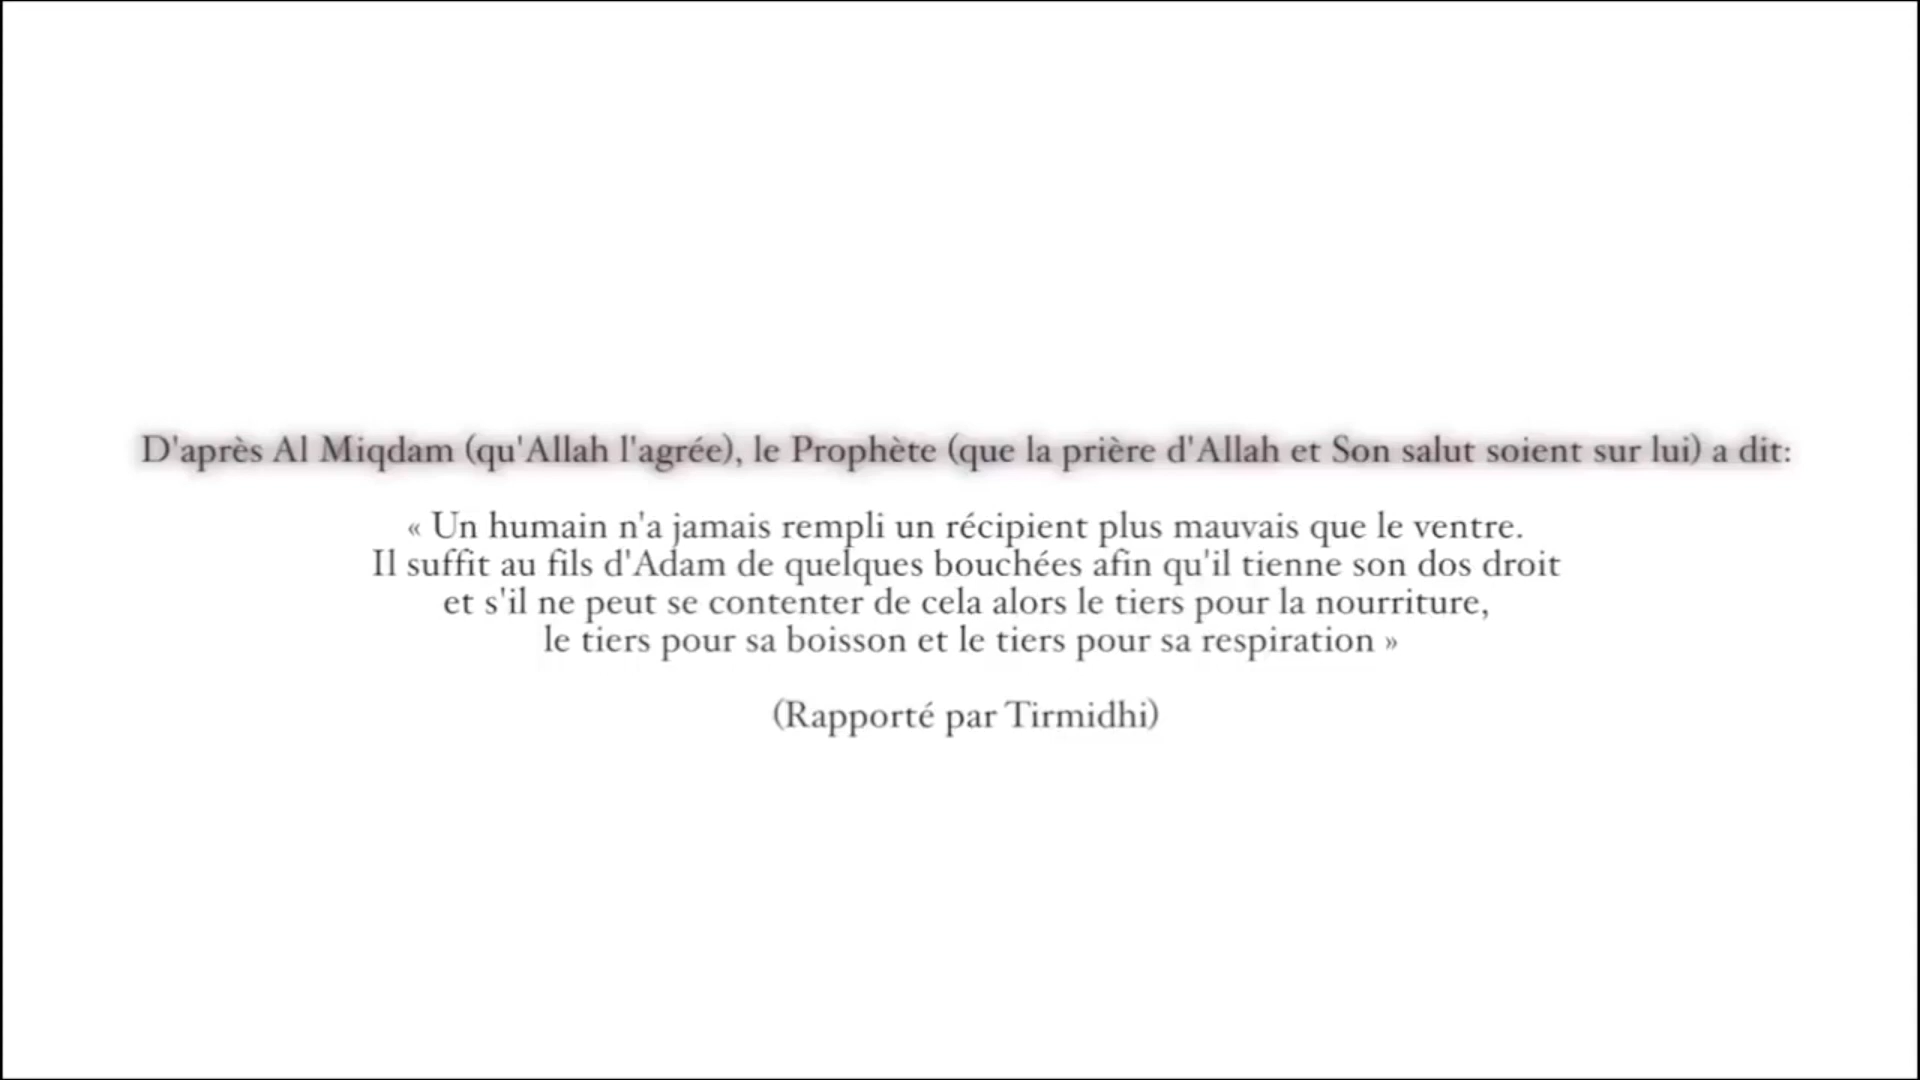 D'après Al Miqdam (qu'Allah l'agrée), le Prophète (que la prière d'Allah et Son salut soient sur lui) a dit:
« Un humain n'a jamais rempli un récipient plus mauvais que le ventre.
Il suffit au fils d'Adam de quelques bouchées afin qu'il tienne son dos droit
et s'il ne peut se contenter de cela alors le tiers pour la nourriture,
le tiers pour sa boisson et le tiers pour sa respiration »
(Rapporté par Tirmidhi)